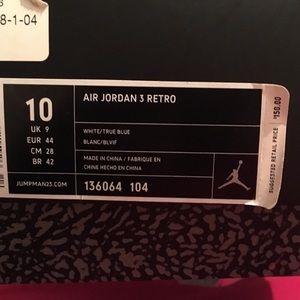 8-1-04
10
UK 9
EUR 44
CM 28
BR 42
JUMPMAN23.COM
AIR JORDAN 3 RETRO
WHITE/TRUE BLUE
BLANC/BLVIF
MADE IN CHINA / FABRIQUE EN
CHINE HECHO EN CHINA
136064 104
SUGGESTED RETAIL PRICE
$150.00